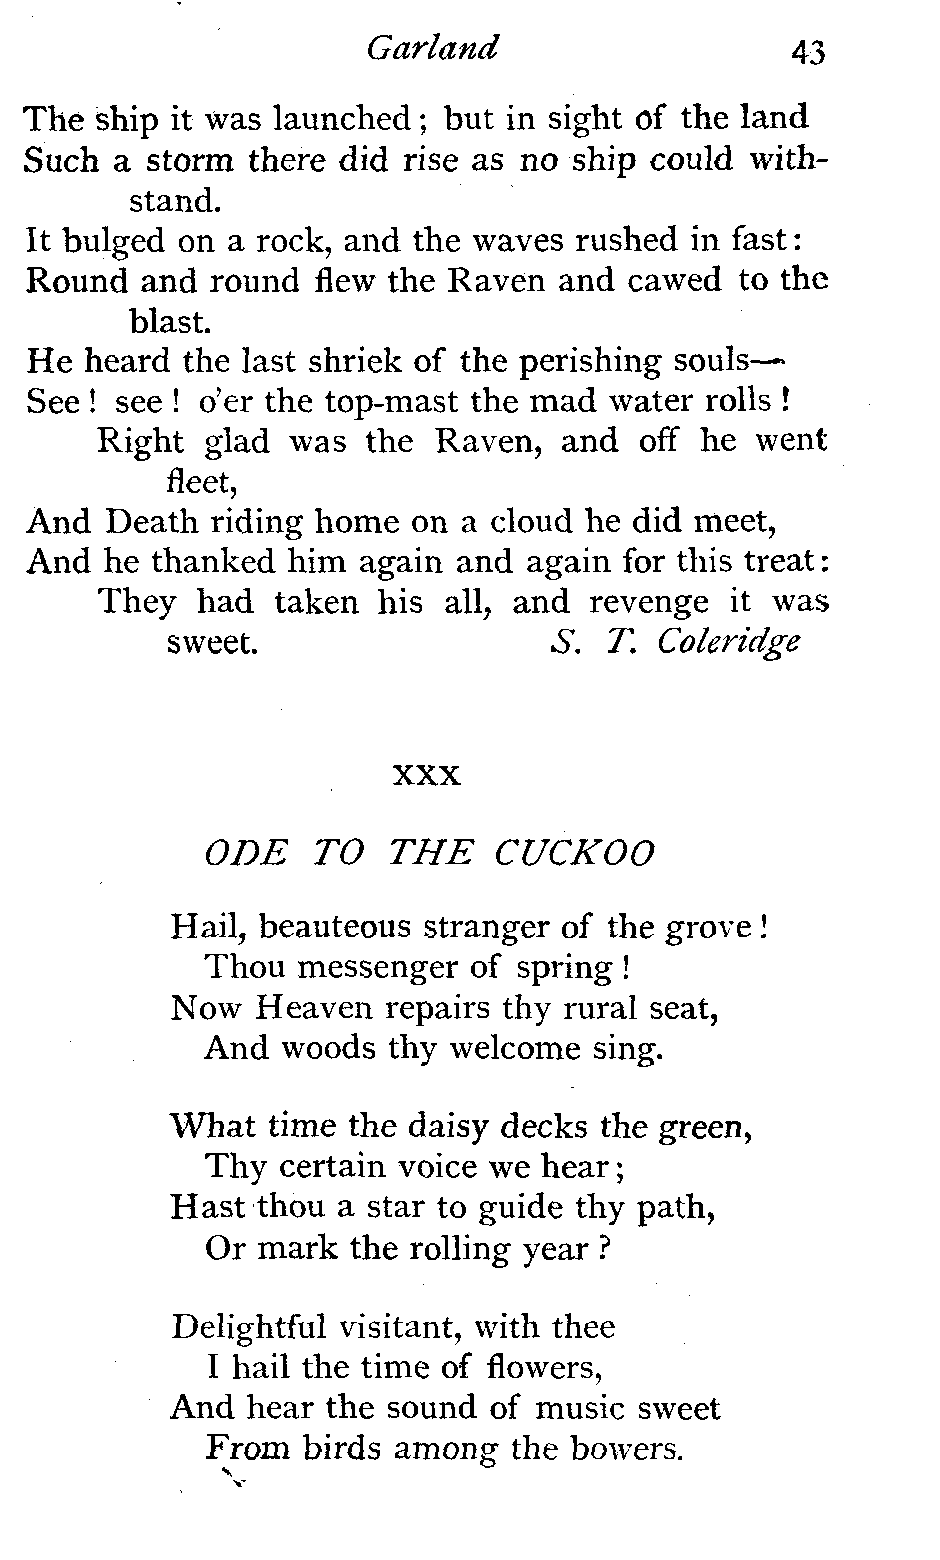 Garland 43
The ship it was launched; but in sight of the land
Such a storm there did rise as no ship could with-
stand.
It bulged on a rock, and the waves rushed in fast:
Round and round flew the Raven and cawed to the
blast.
He heard the last shriek of the perishing souls—
See! see! o'er the top-mast the mad water rolls!
Right glad was the Raven, and off he went
fleet,
And Death riding home on a cloud he did meet,
And he thanked him again and again for this treat:
They had taken his all, and revenge it was
sweet. S. T. Coleridge
XXX
ODE TO THE CUCKOO
Hail, beauteous stranger of the grove!
Thou messenger of spring!
Now Heaven repairs thy rural seat,
And woods thy welcome sing.
What time the daisy decks the green,
Thy certain voice we hear;
Hast thou a star to guide thy path,
Or mark the rolling year?
Delightful visitant, with thee
I hail the time of flowers,
And hear the sound of music sweet
From birds among the bowers.